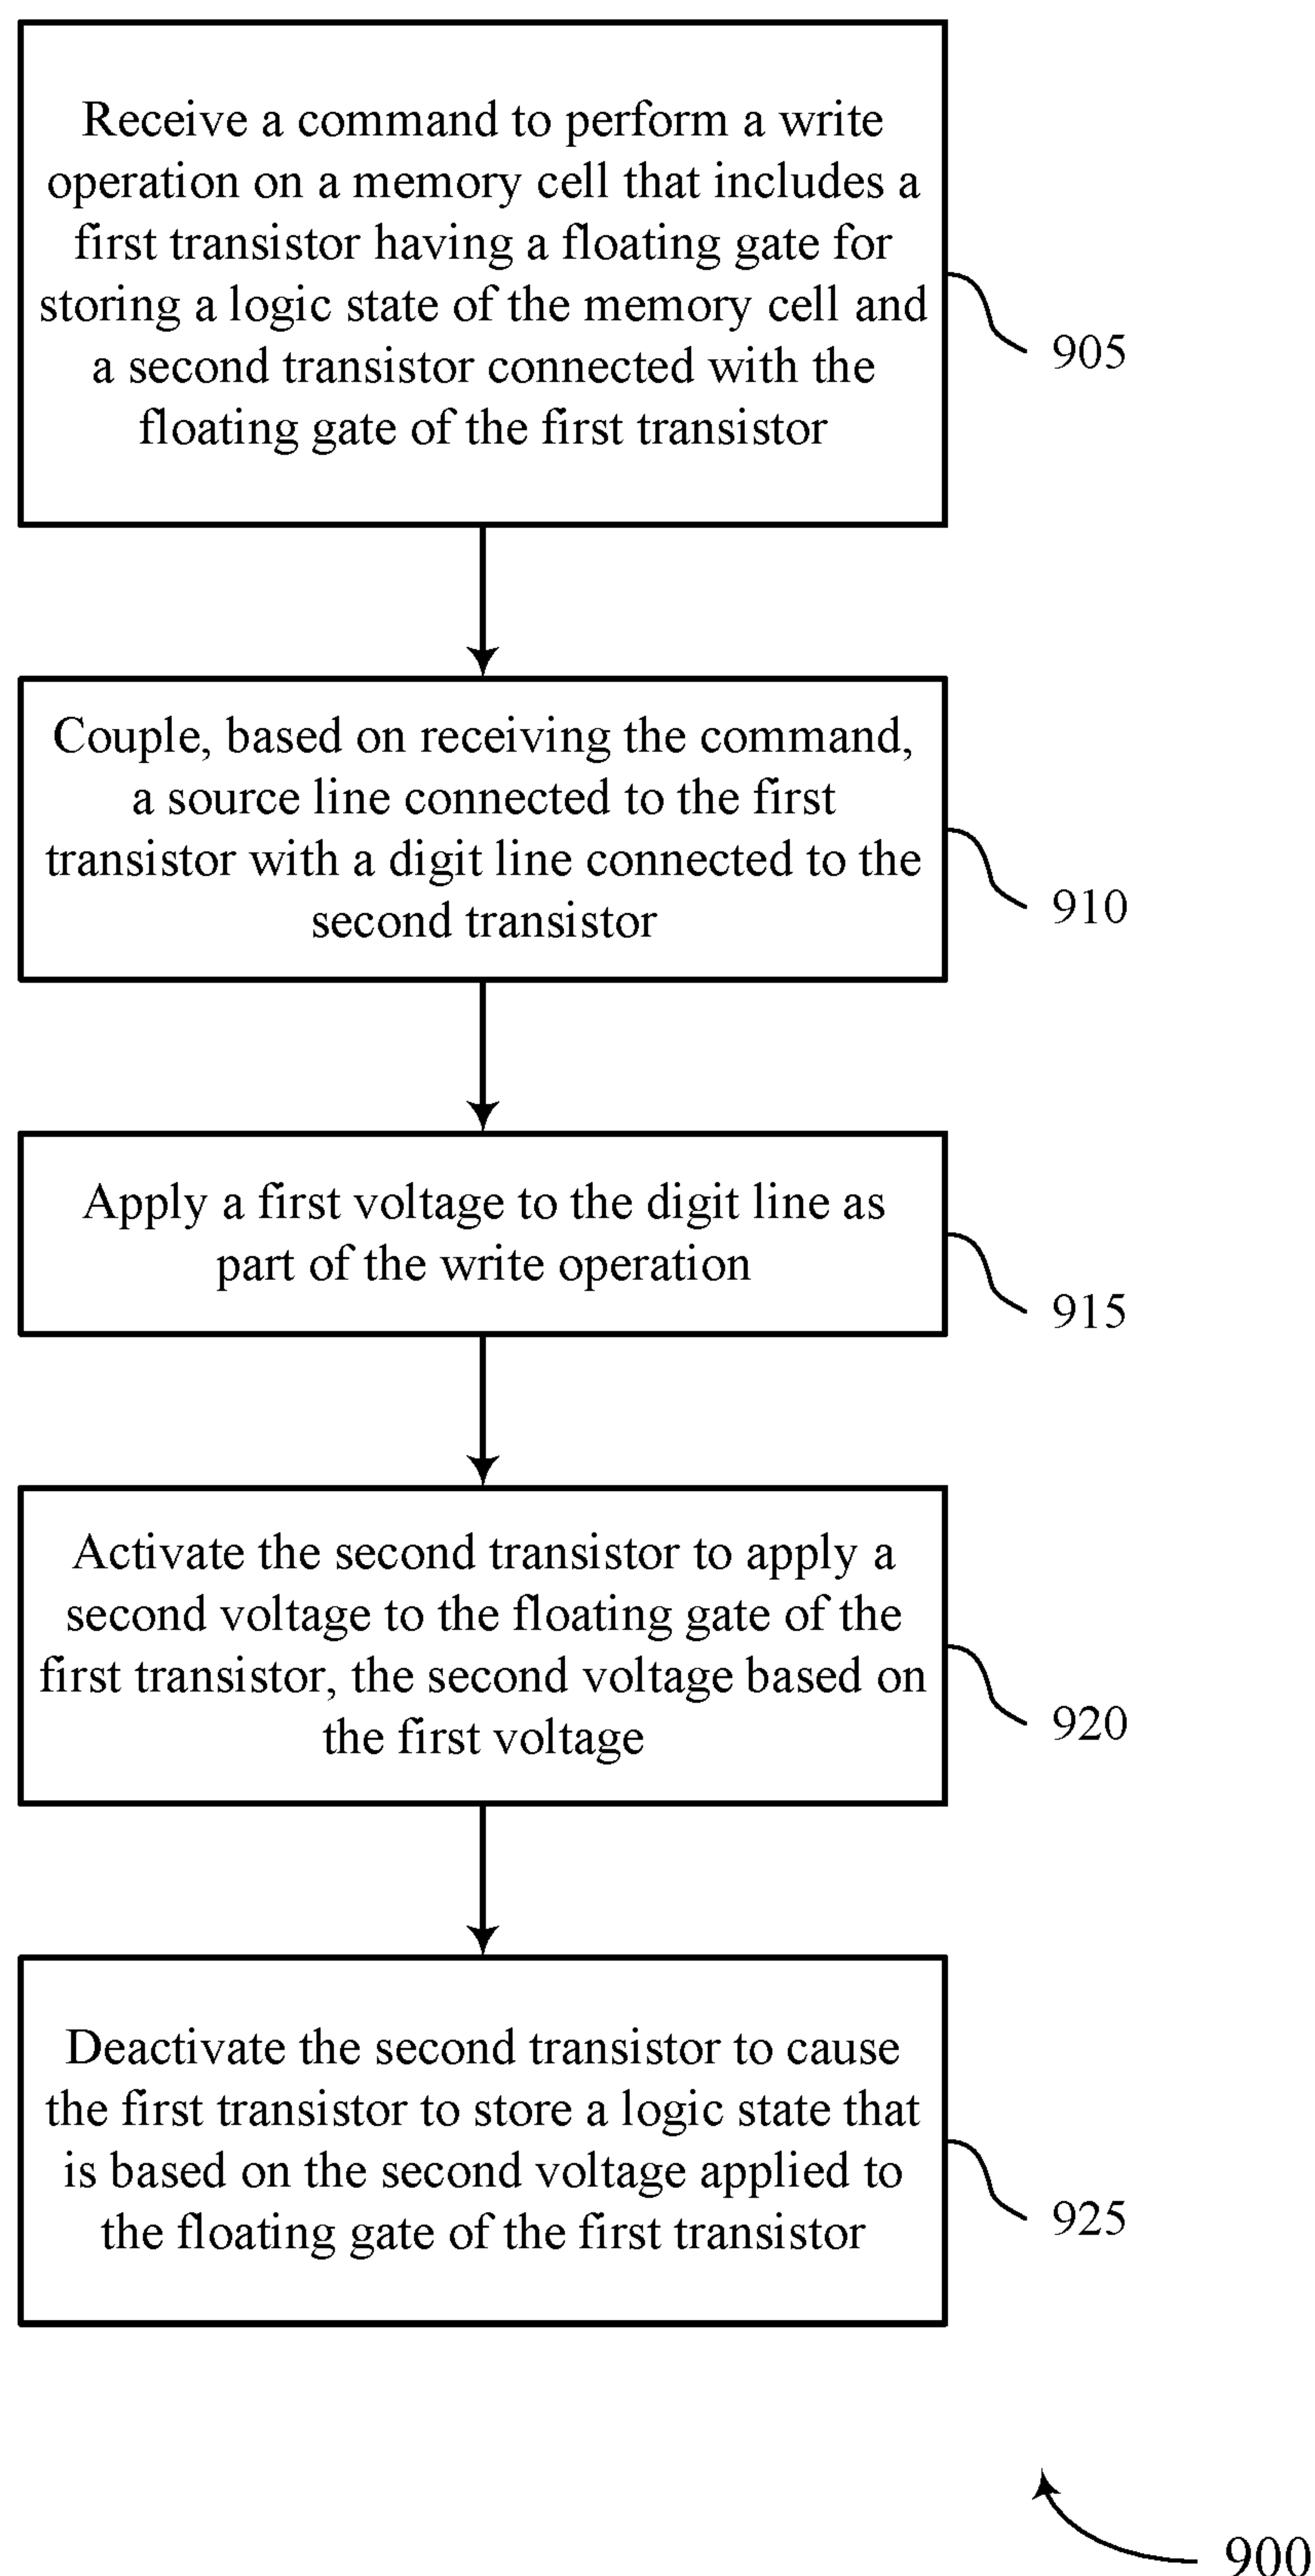 Receive a command to perform a write
operation on a memory cell that includes a
first transistor having a floating gate for
storing a logic state of the memory cell and
a second transistor connected with the
floating gate of the first transistor
905
Couple, based on receiving the command,
a source line connected to the first
transistor with a digit line connected to the
second transistor
910
Apply a first voltage to the digit line as
part of the write operation
915
Activate the second transistor to apply a
second voltage to the floating gate of the
first transistor, the second voltage based on
the first voltage
920
Deactivate the second transistor to cause
the first transistor to store a logic state that
is based on the second voltage applied to
the floating gate of the first transistor
925
900